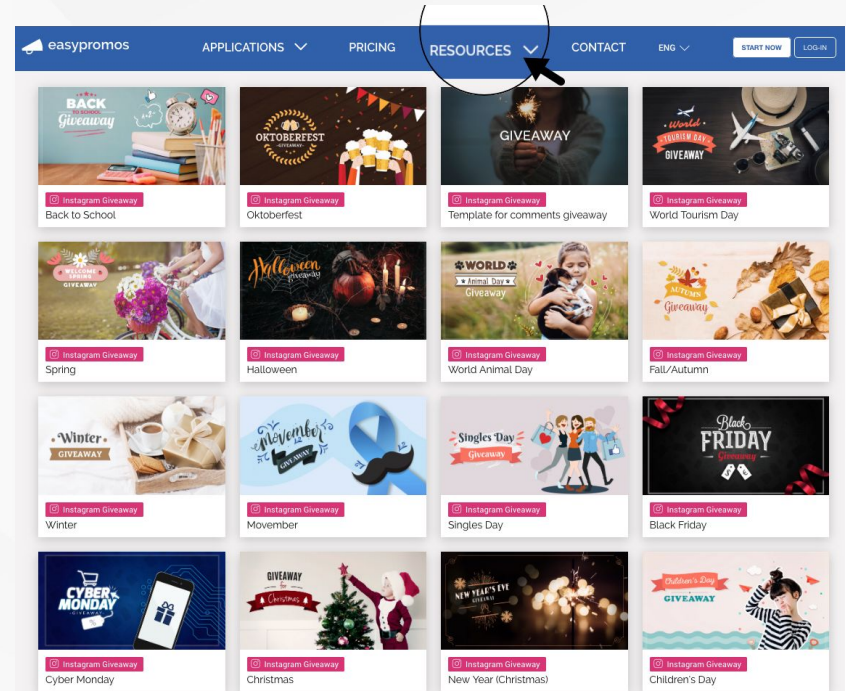 easypromos
APPLICATIONS
PRICING
RESOURCES
CONTACT
ENG
START NOW
LOG-IN
BACK
TO SCHOOL
Giveaway
Instagram Giveaway
Back to School
OKTOBERFEST
-GIVEAWAY-
Instagram Giveaway
Oktoberfest
GIVEAWAY
Instagram Giveaway
Template for comments giveaway
World
TOURISM DAY
GIVEAWAY
Instagram Giveaway
World Tourism Day
WELCOME
SPRING
GIVEAWAY
Instagram Giveaway
Spring
Halloween
giveaway
Instagram Giveaway
Halloween
WORLD
Animal Day
Giveaway
Instagram Giveaway
World Animal Day
AUTUMN
Giveaway
Instagram Giveaway
Fall/Autumn
Winter
GIVEAWAY
Instagram Giveaway
Winter
Movember
GIVEAWAY
Instagram Giveaway
Movember
Singles Day
Giveaway
Instagram Giveaway
Singles Day
Black
FRIDAY
Giveaway
Instagram Giveaway
Black Friday
CYBER
MONDAY
GIVEAWAY
Instagram Giveaway
Cyber Monday
GIVEAWAY
for
Christmas
Instagram Giveaway
Christmas
NEW YEAR'S EVE
GIVEAWAY
Instagram Giveaway
New Year (Christmas)
Children's Day
GIVEAWAY
Instagram Giveaway
Children's Day